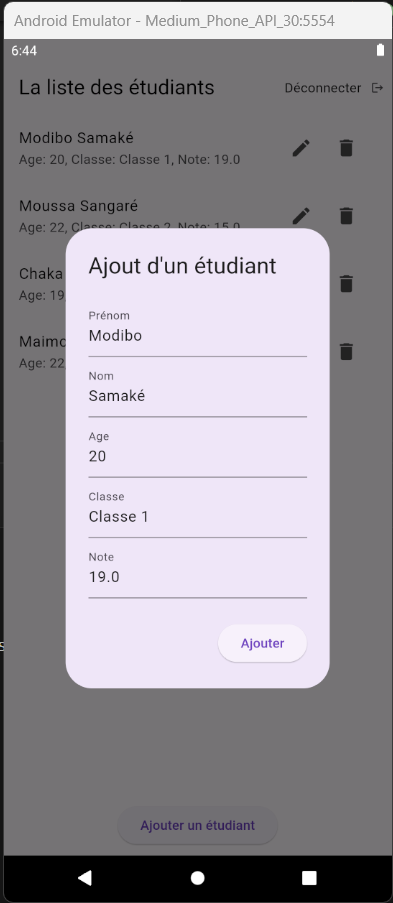 Android Emulator - Medium_Phone_API_30:5554
6:44
La liste des étudiants
Déconnecter
Modibo Samaké
Age: 20, Classe: Classe 1, Note: 19.0
Moussa Sangaré
Age: 22, Classe: Classe 2, Note: 15.0
Chaka
Age: 19
Age: 22
Ajout d'un étudiant
Prénom
Modibo
Nom
Samaké
Age
20
Classe
Classe 1
Note
19.0
Ajouter
Ajouter un étudiant